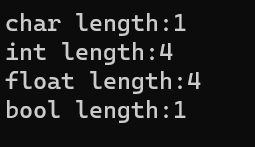 char length:1
int length:4
float length:4
bool length:1